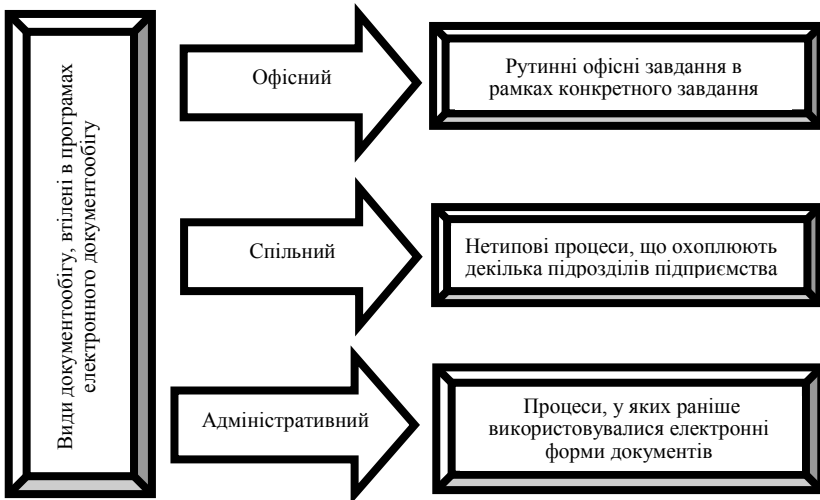 Види документообігу, втілені в програмах
електронного документообігу
Офісний
Рутинні офісні завдання в
рамках конкретного завдання
Спільний
Нетипові процеси, що охоплюють
декілька підрозділів підприємства
Адміністративний
Процеси, у яких раніше
використовувалися електронні
форми документів